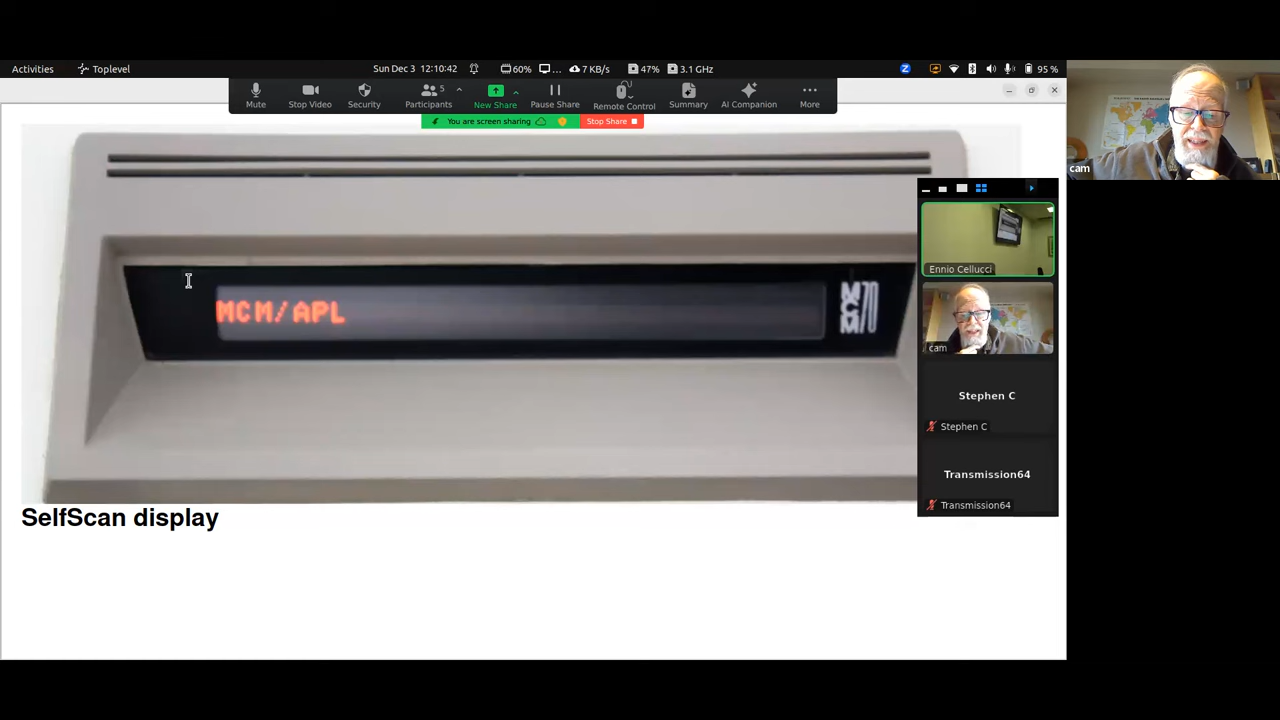 Activities
Toplevel
Sun Dec 3 12:10:42
60%
...
7 KB/s
47%
3.1 GHz
95 %
Mute
Stop Video
Security
Participants
5
New Share
Pause Share
Remote Control
Summary
AI Companion
More
You are screen sharing
Stop Share
cam
MCM/APL
MCM/70
Ennio Cellucci
cam
Stephen C
Stephen C
Transmission64
Transmission64
SelfScan display